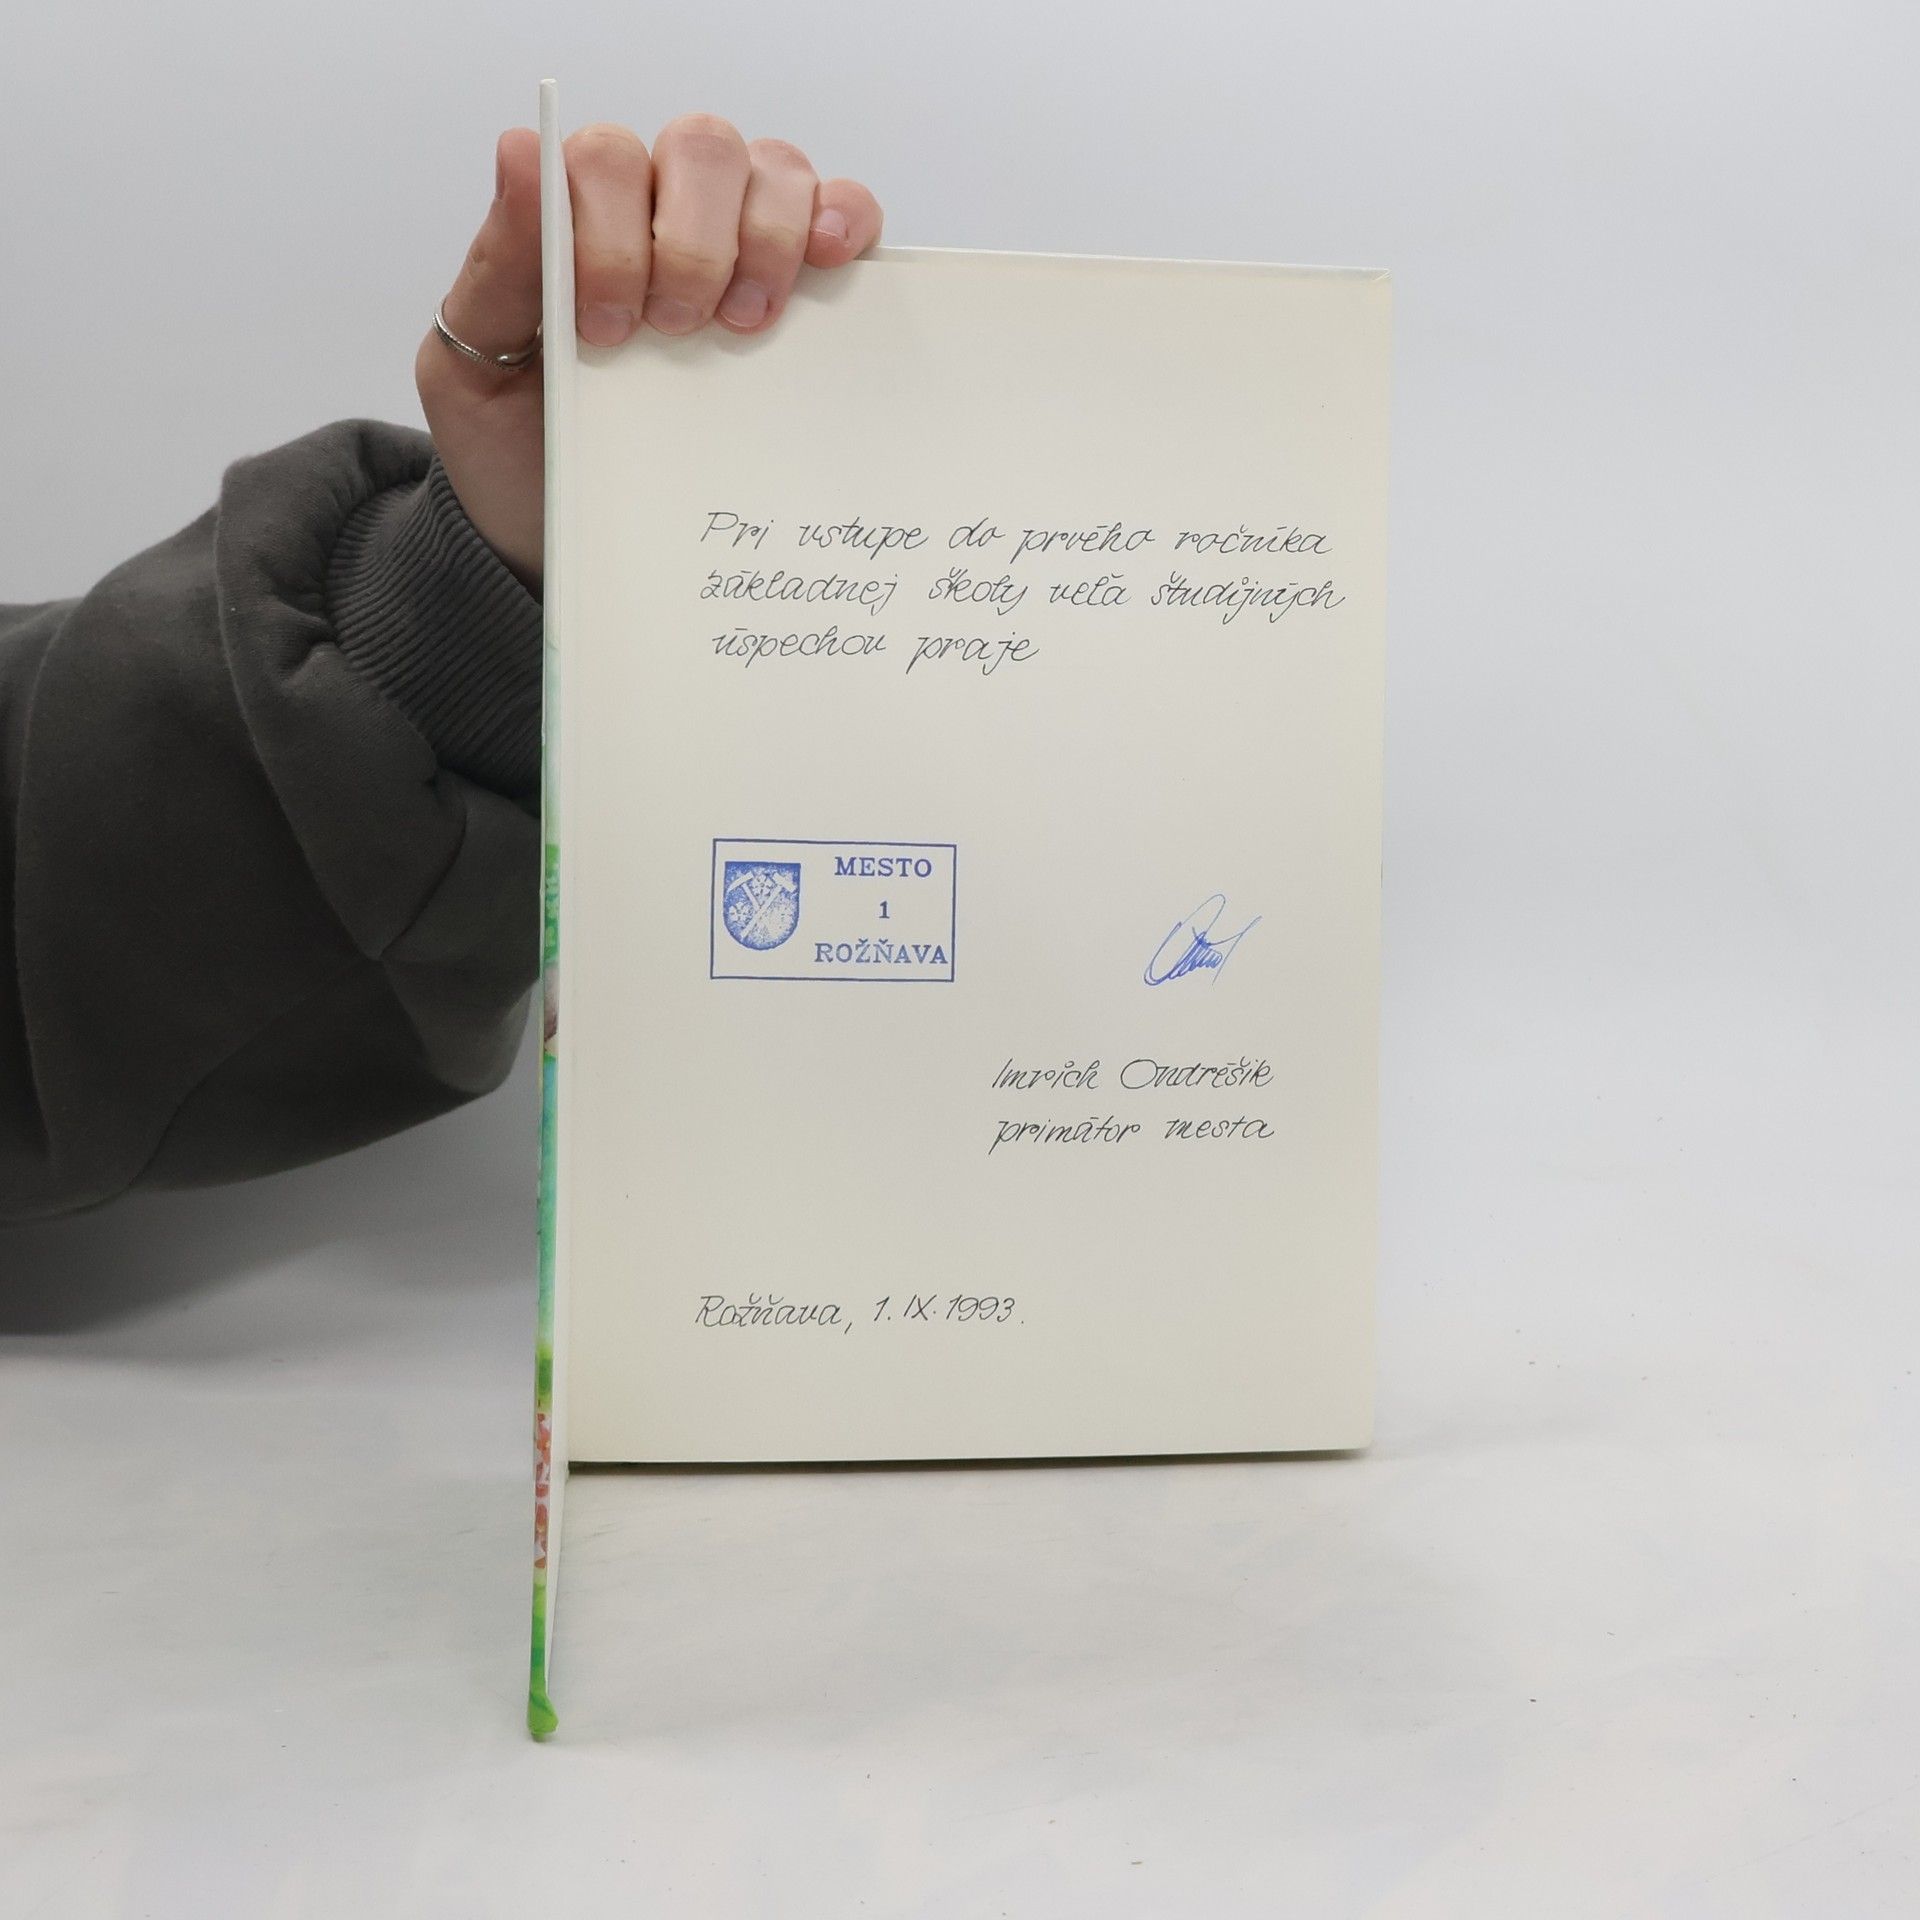 Pri vstupe do prvého ročníka
základnej školy veľa študijných
úspechov praje
MESTO
1
ROŽŇAVA
Imrich Ondrešik
primátor mesta
Rožňava, 1. IX. 1993.